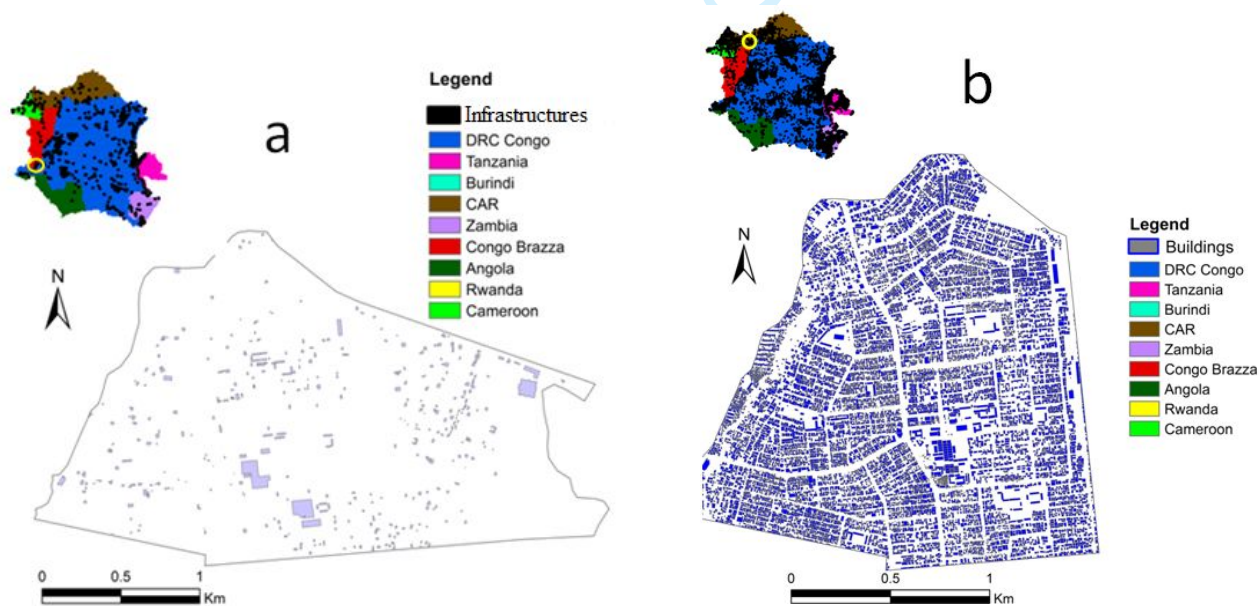 a
Legend
Infrastructures
DRC Congo
Tanzania
Burindi
CAR
Zambia
Congo Brazza
Angola
Rwanda
Cameroon
N
0 0.5 1
Km
b
N
Legend
Buildings
DRC Congo
Tanzania
Burindi
CAR
Zambia
Congo Brazza
Angola
Rwanda
Cameroon
0 0.5 1
Km